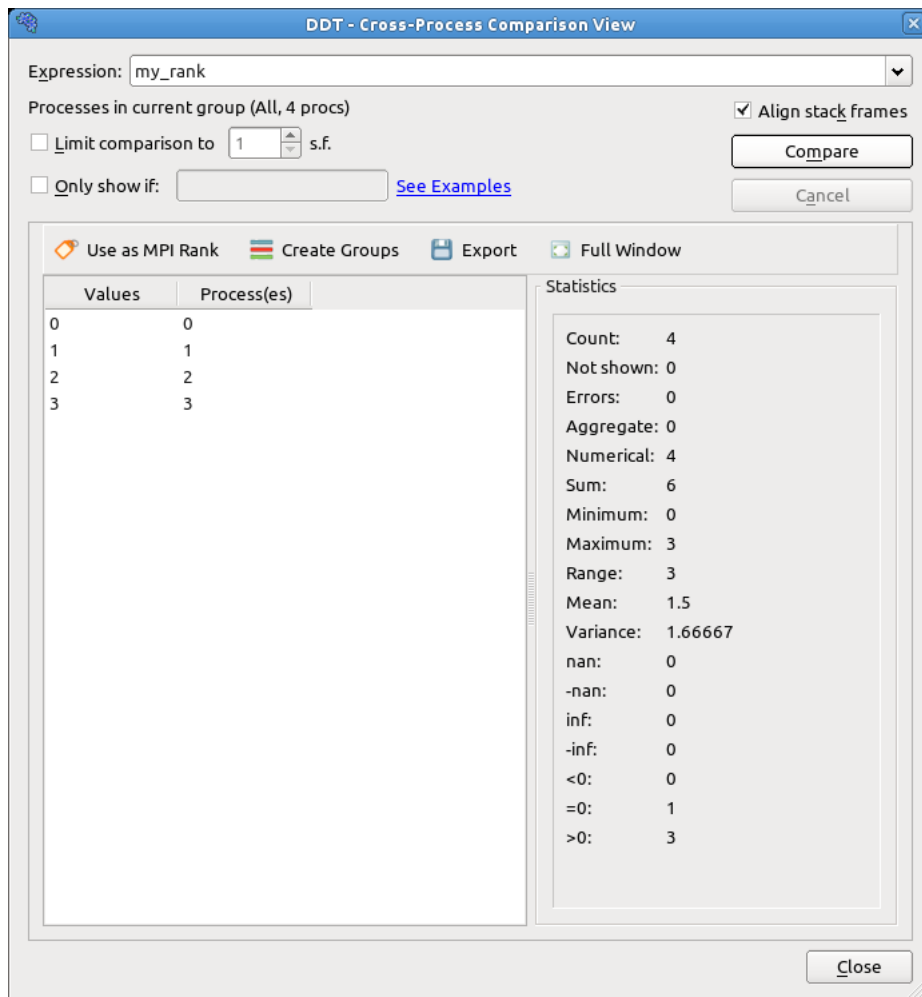 DDT - Cross-Process Comparison View
Expression: my_rank
Processes in current group (All, 4 procs)
Align stack frames
Limit comparison to 1 s.f.
Compare
Only show if: See Examples
Cancel
Use as MPI Rank Create Groups Export Full Window
Values Process(es)
0 0
1 1
2 2
3 3
Statistics
Count: 4
Not shown: 0
Errors: 0
Aggregate: 0
Numerical: 4
Sum: 6
Minimum: 0
Maximum: 3
Range: 3
Mean: 1.5
Variance: 1.66667
nan: 0
-nan: 0
inf: 0
-inf: 0
<0: 0
=0: 1
>0: 3
Close